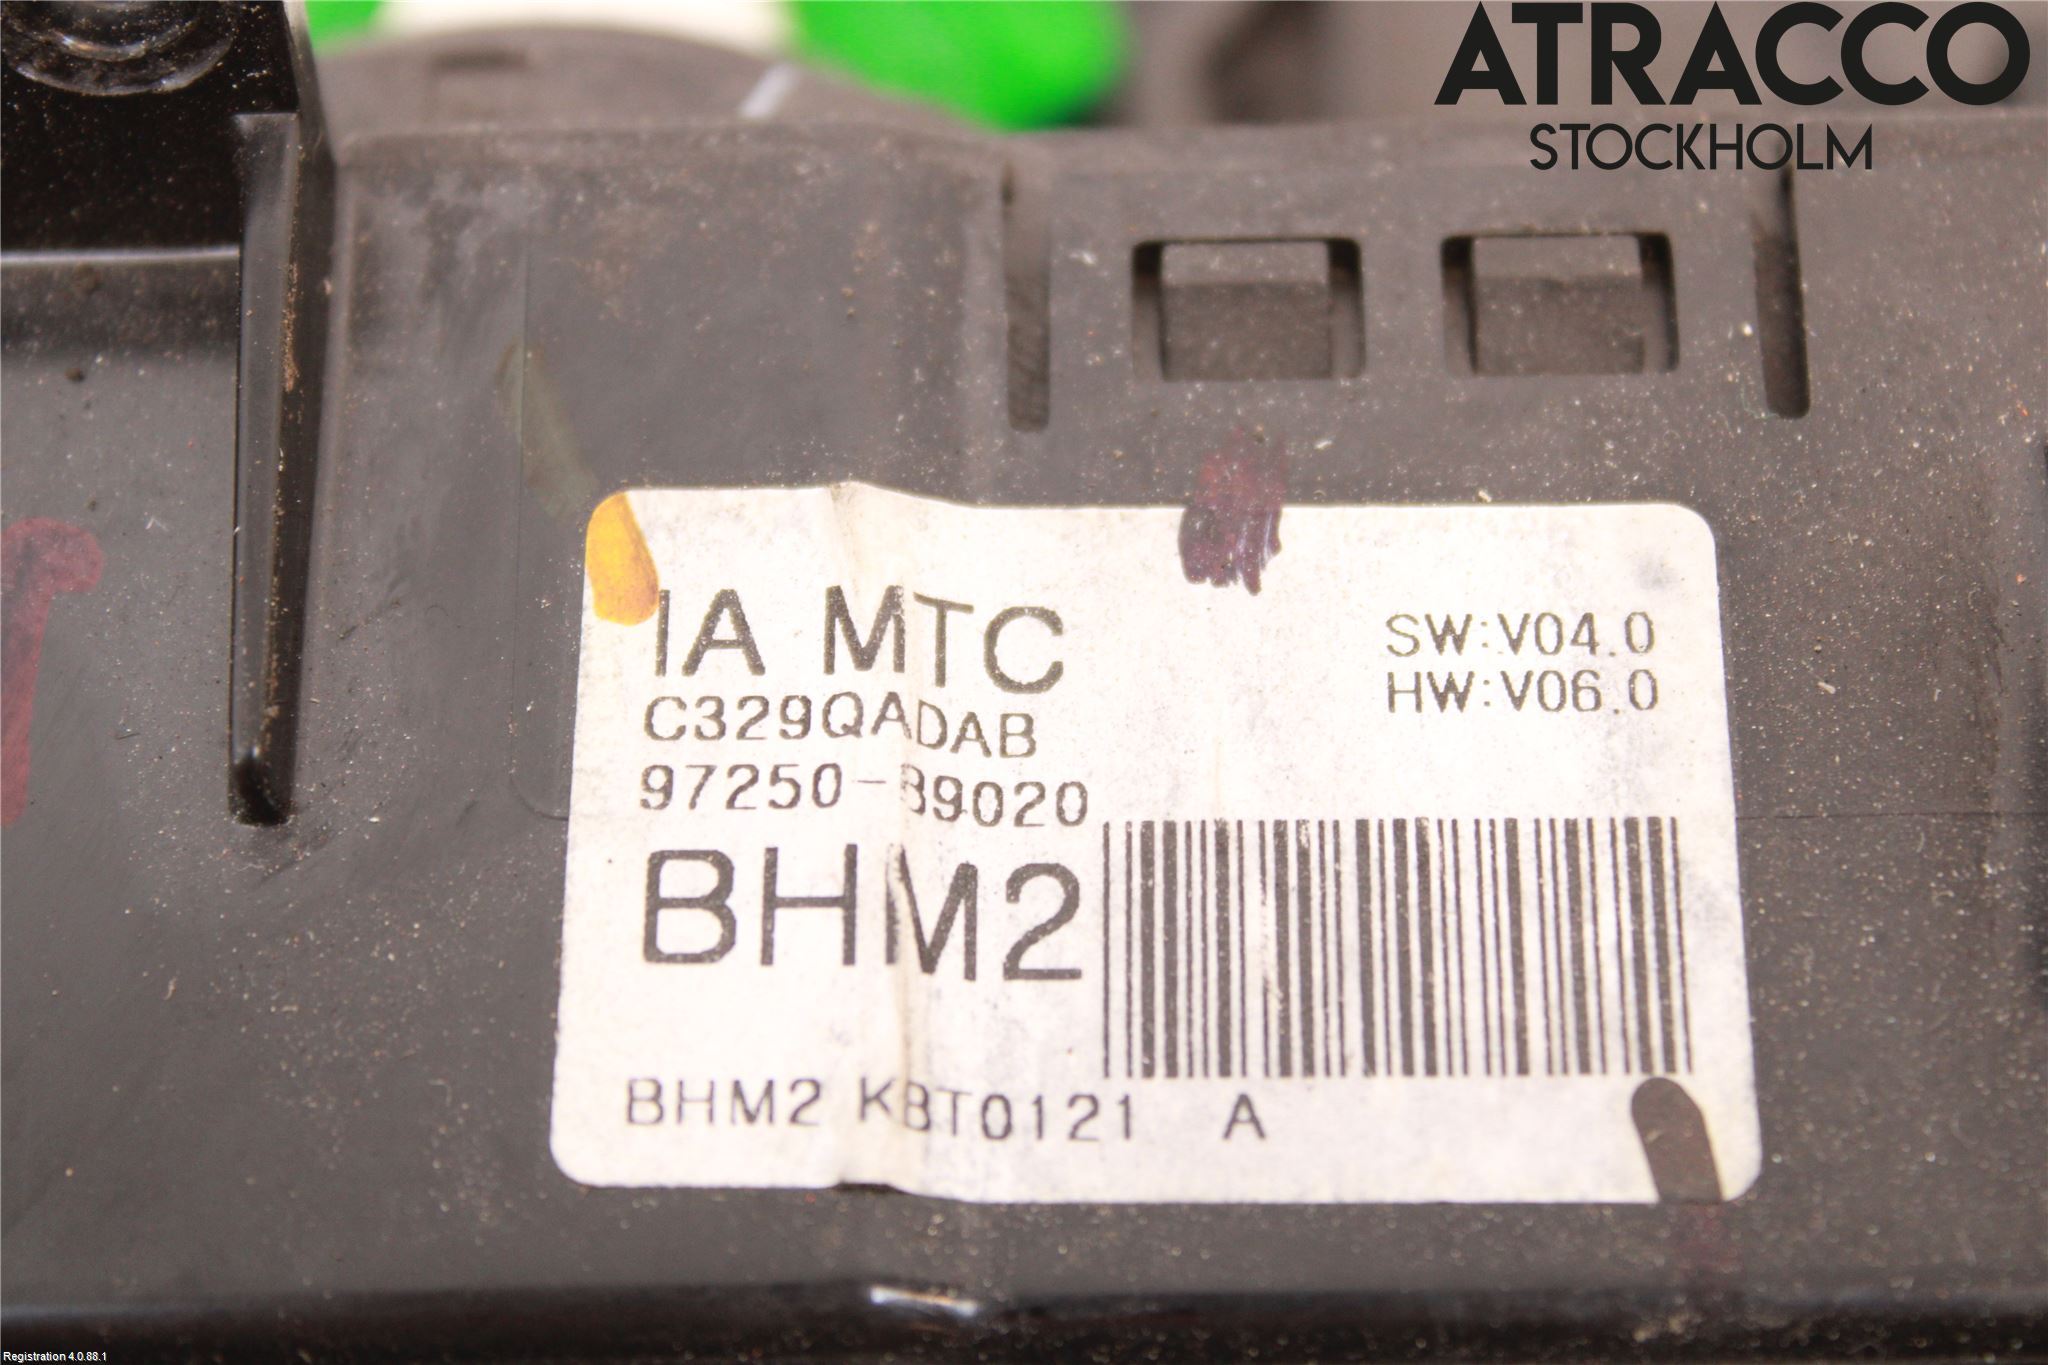 ATRACCO
STOCKHOLM
IA MTC
SW:V04.0
C329QADAB
HW:V06.0
97250-B9020
BHM2
BHM2 KBT0121 A
Registration 4.0.88.1